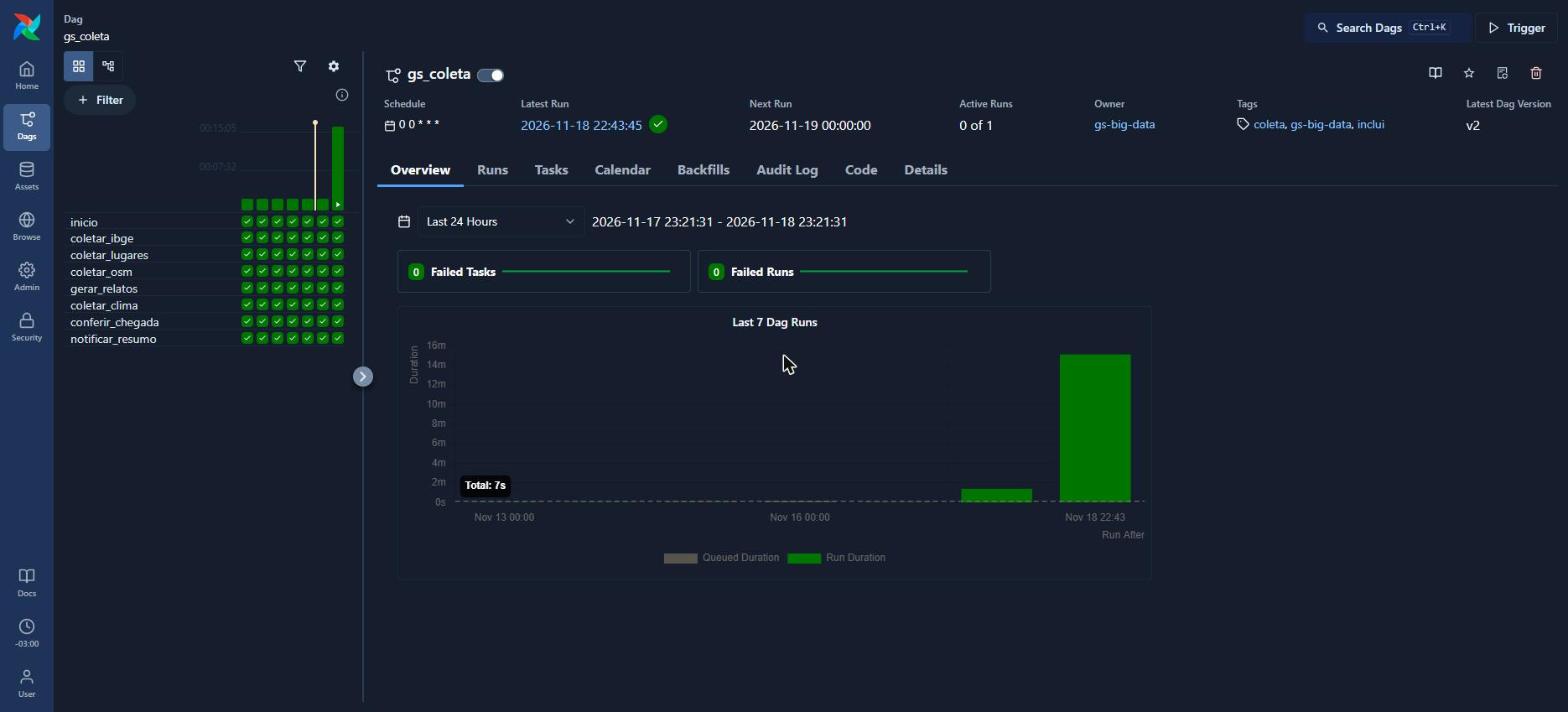 Dag
gs_coleta
Search Dags Ctrl+K
Trigger
Home
Dags
Assets
Browse
Admin
Security
Docs
-03:00
User
Filter
00:15:05
00:07:32
inicio
coletar_ibge
coletar_lugares
coletar_osm
gerar_relatos
coletar_clima
conferir_chegada
notificar_resumo
gs_coleta
Schedule Latest Run Next Run Active Runs Owner Tags Latest Dag Version
0 0 * * * 2026-11-18 22:43:45 2026-11-19 00:00:00 0 of 1 gs-big-data coleta, gs-big-data, inclui v2
Overview Runs Tasks Calendar Backfills Audit Log Code Details
Last 24 Hours 2026-11-17 23:21:31 - 2026-11-18 23:21:31
0 Failed Tasks 0 Failed Runs
Last 7 Dag Runs
Duration
16m
14m
12m
10m
8m
6m
4m
2m
0s
Total: 7s
Nov 13 00:00 Nov 16 00:00 Nov 18 22:43
Run After
Queued Duration Run Duration